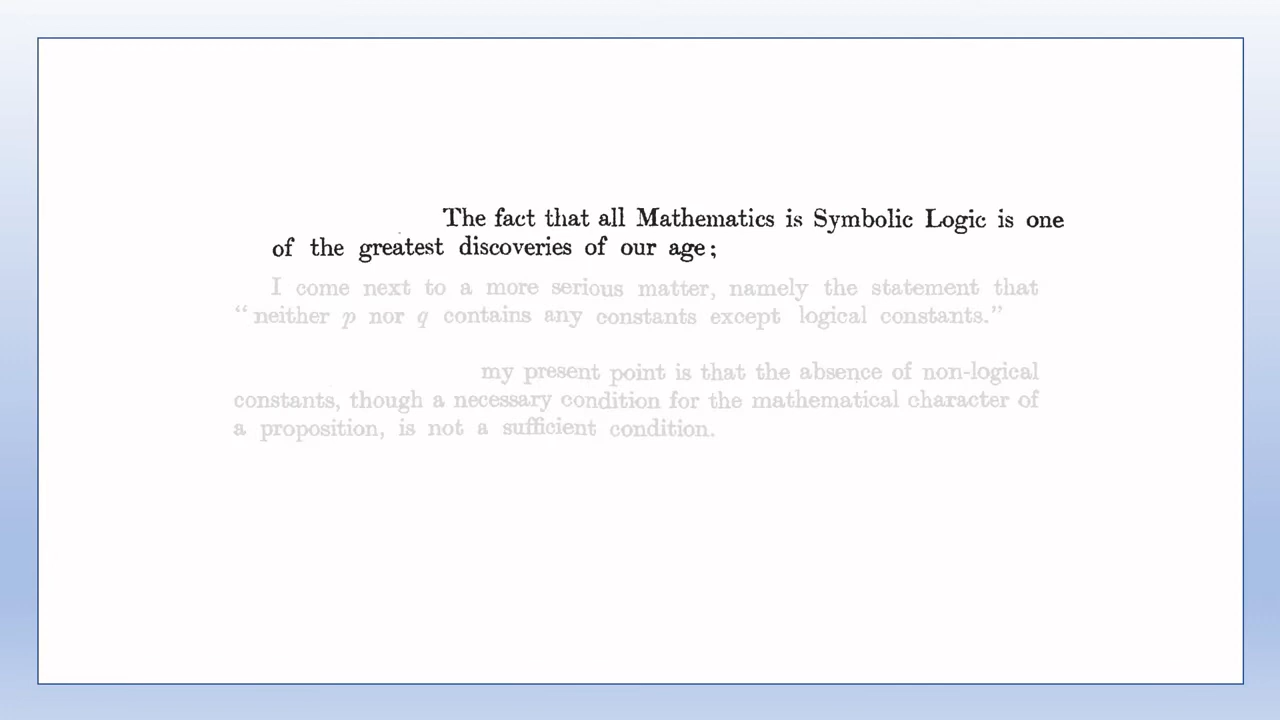 The fact that all Mathematics is Symbolic Logic is one
of the greatest discoveries of our age;
I come next to a more serious matter, namely the statement that
“neither p nor q contains any constants except logical constants.”
my present point is that the absence of non-logical
constants, though a necessary condition for the mathematical character of
a proposition, is not a sufficient condition.